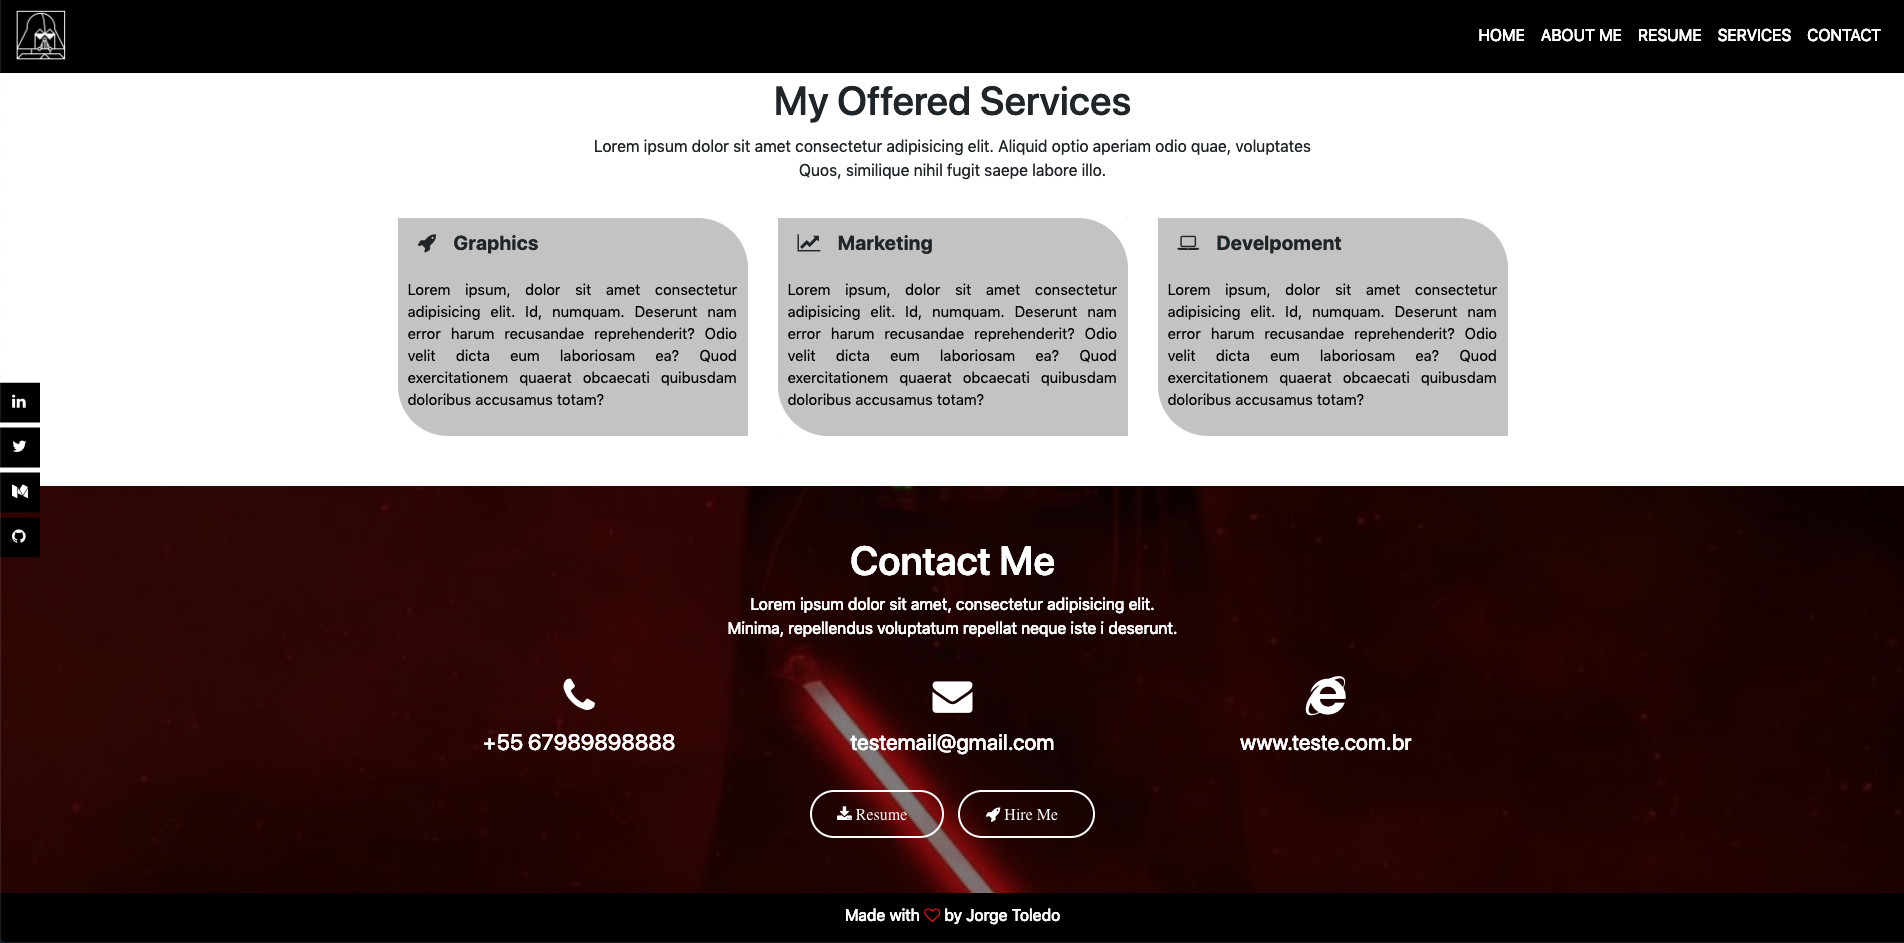 HOME ABOUT ME RESUME SERVICES CONTACT
My Offered Services
Lorem ipsum dolor sit amet consectetur adipisicing elit. Aliquid optio aperiam odio quae, voluptates
Quos, similique nihil fugit saepe labore illo.
Graphics
Lorem ipsum, dolor sit amet consectetur
adipisicing elit. Id, numquam. Deserunt nam
error harum recusandae reprehenderit? Odio
velit dicta eum laboriosam ea? Quod
exercitationem quaerat obcaecati quibusdam
doloribus accusamus totam?
Marketing
Lorem ipsum, dolor sit amet consectetur
adipisicing elit. Id, numquam. Deserunt nam
error harum recusandae reprehenderit? Odio
velit dicta eum laboriosam ea? Quod
exercitationem quaerat obcaecati quibusdam
doloribus accusamus totam?
Develpoment
Lorem ipsum, dolor sit amet consectetur
adipisicing elit. Id, numquam. Deserunt nam
error harum recusandae reprehenderit? Odio
velit dicta eum laboriosam ea? Quod
exercitationem quaerat obcaecati quibusdam
doloribus accusamus totam?
Contact Me
Lorem ipsum dolor sit amet, consectetur adipisicing elit.
Minima, repellendus voluptatum repellat neque iste i deserunt.
+55 67989898888
testemail@gmail.com
www.teste.com.br
Resume
Hire Me
Made with ♡ by Jorge Toledo